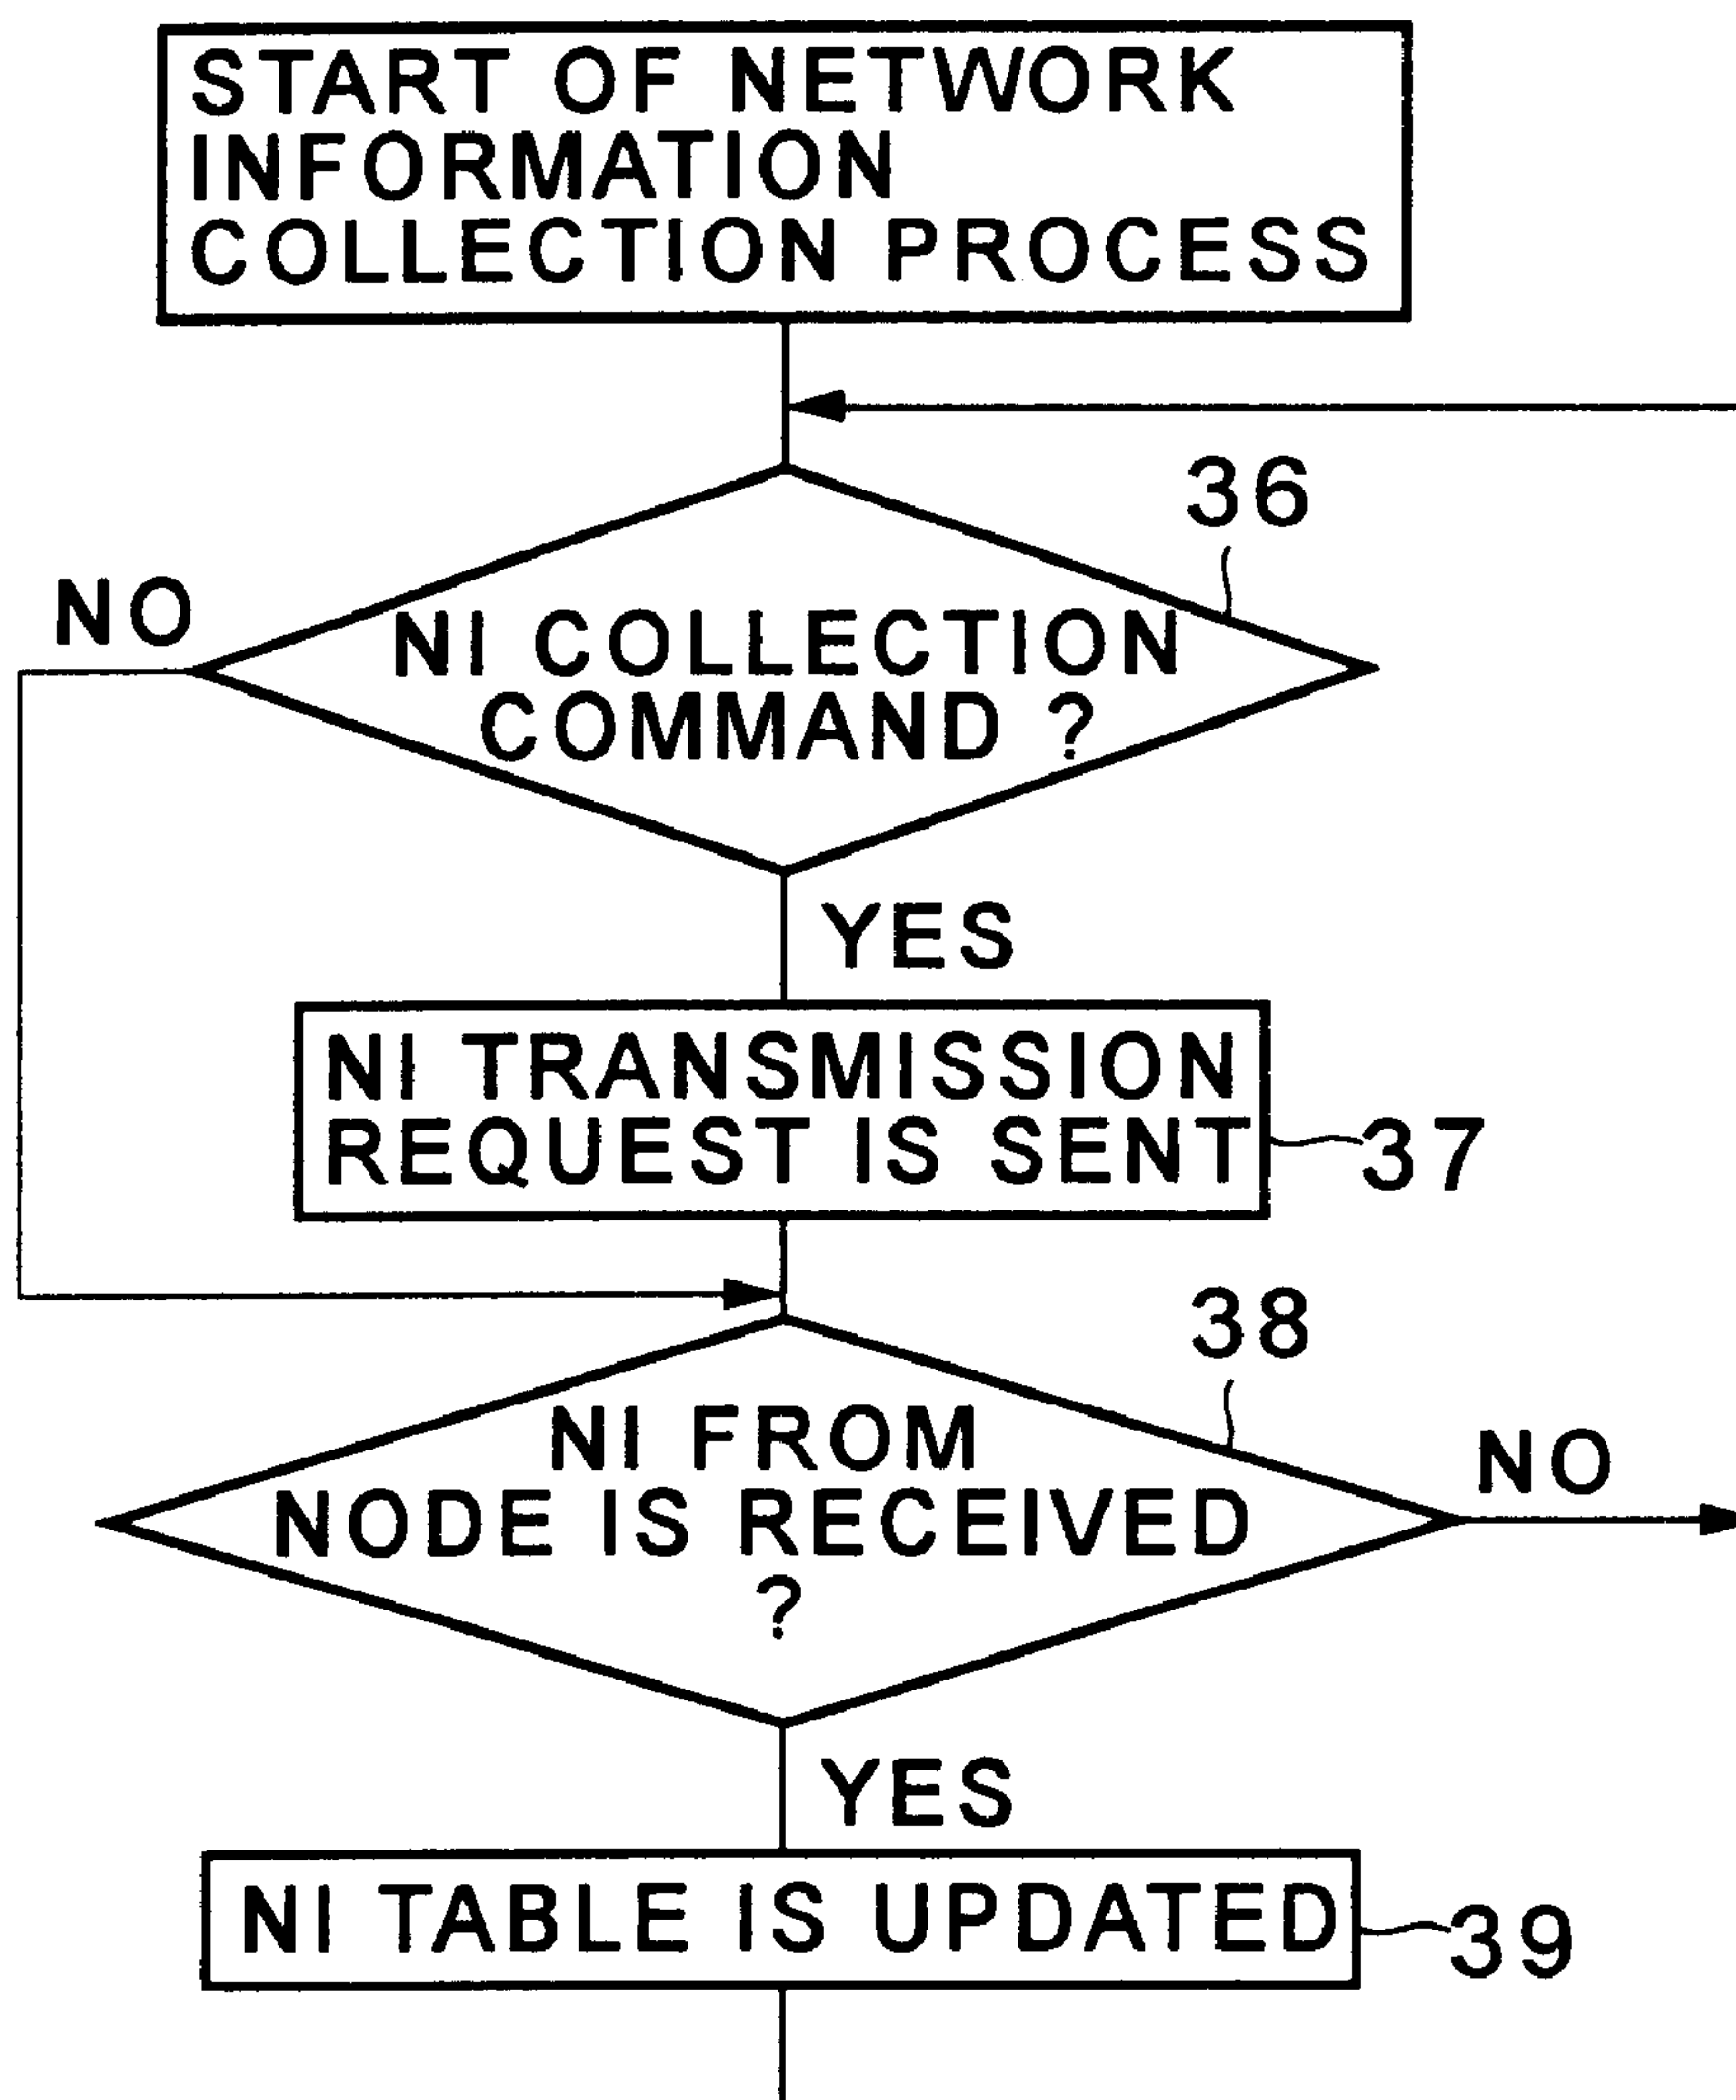 START OF NETWORK
INFORMATION
COLLECTION PROCESS
36
NO
NI COLLECTION
COMMAND ?
YES
NI TRANSMISSION
REQUEST IS SENT
37
38
NI FROM
NODE IS RECEIVED
?
NO
YES
NI TABLE IS UPDATED
39